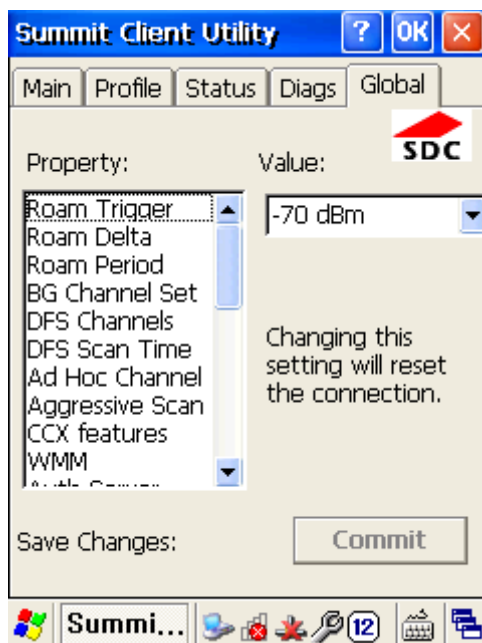 Summit Client Utility ? OK
Main Profile Status Diags Global
SDC
Property: Value:
Roam Trigger
-70 dBm
Roam Delta
Roam Period
BG Channel Set
DFS Channels
DFS Scan Time
Ad Hoc Channel
Aggressive Scan
CCX features
WMM
Auth Server
Changing this
setting will reset
the connection.
Save Changes: Commit
Summi... 12